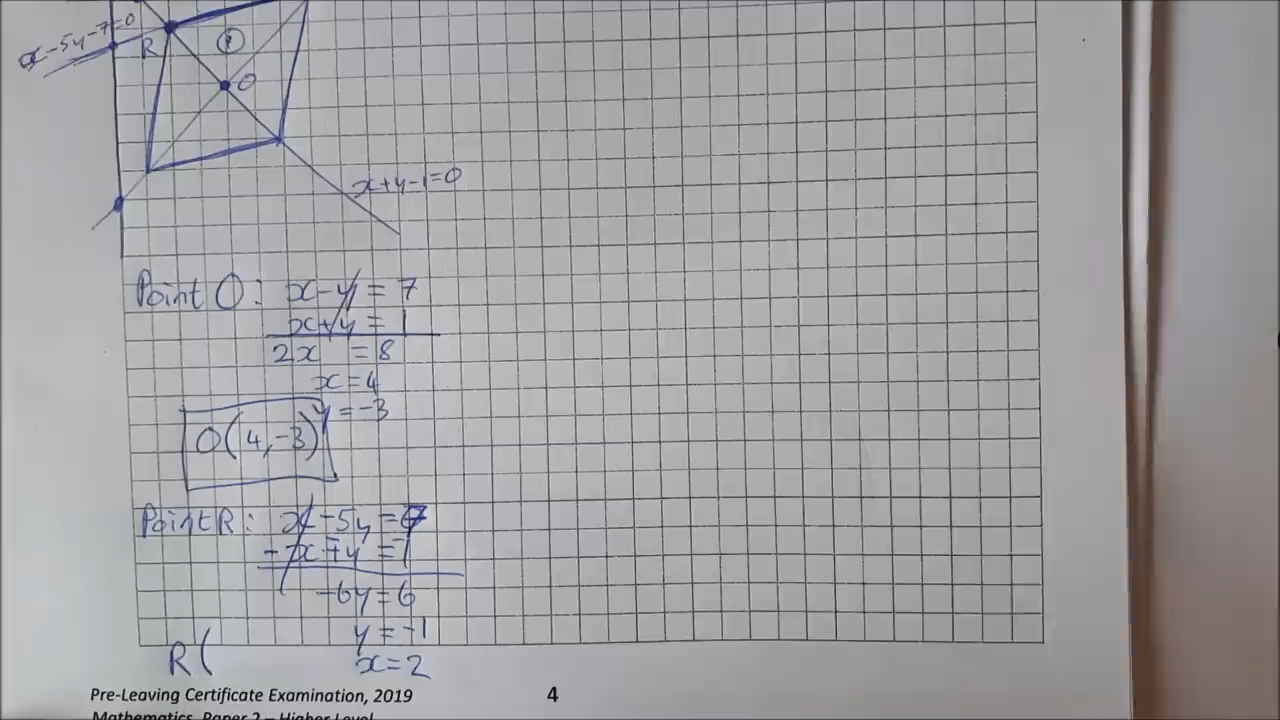 x-5y-7=0
R
①
O
x+y-1=0
Point O: x-y = 7
x+y = 1
2x = 8
x = 4
y = -3
O(4,-3)
Point R: x-5y = 7
-x-y = -1
-6y = 6
y = -1
R( x = 2
Pre-Leaving Certificate Examination, 2019 4
Mathematics, Paper 2 – Higher Level